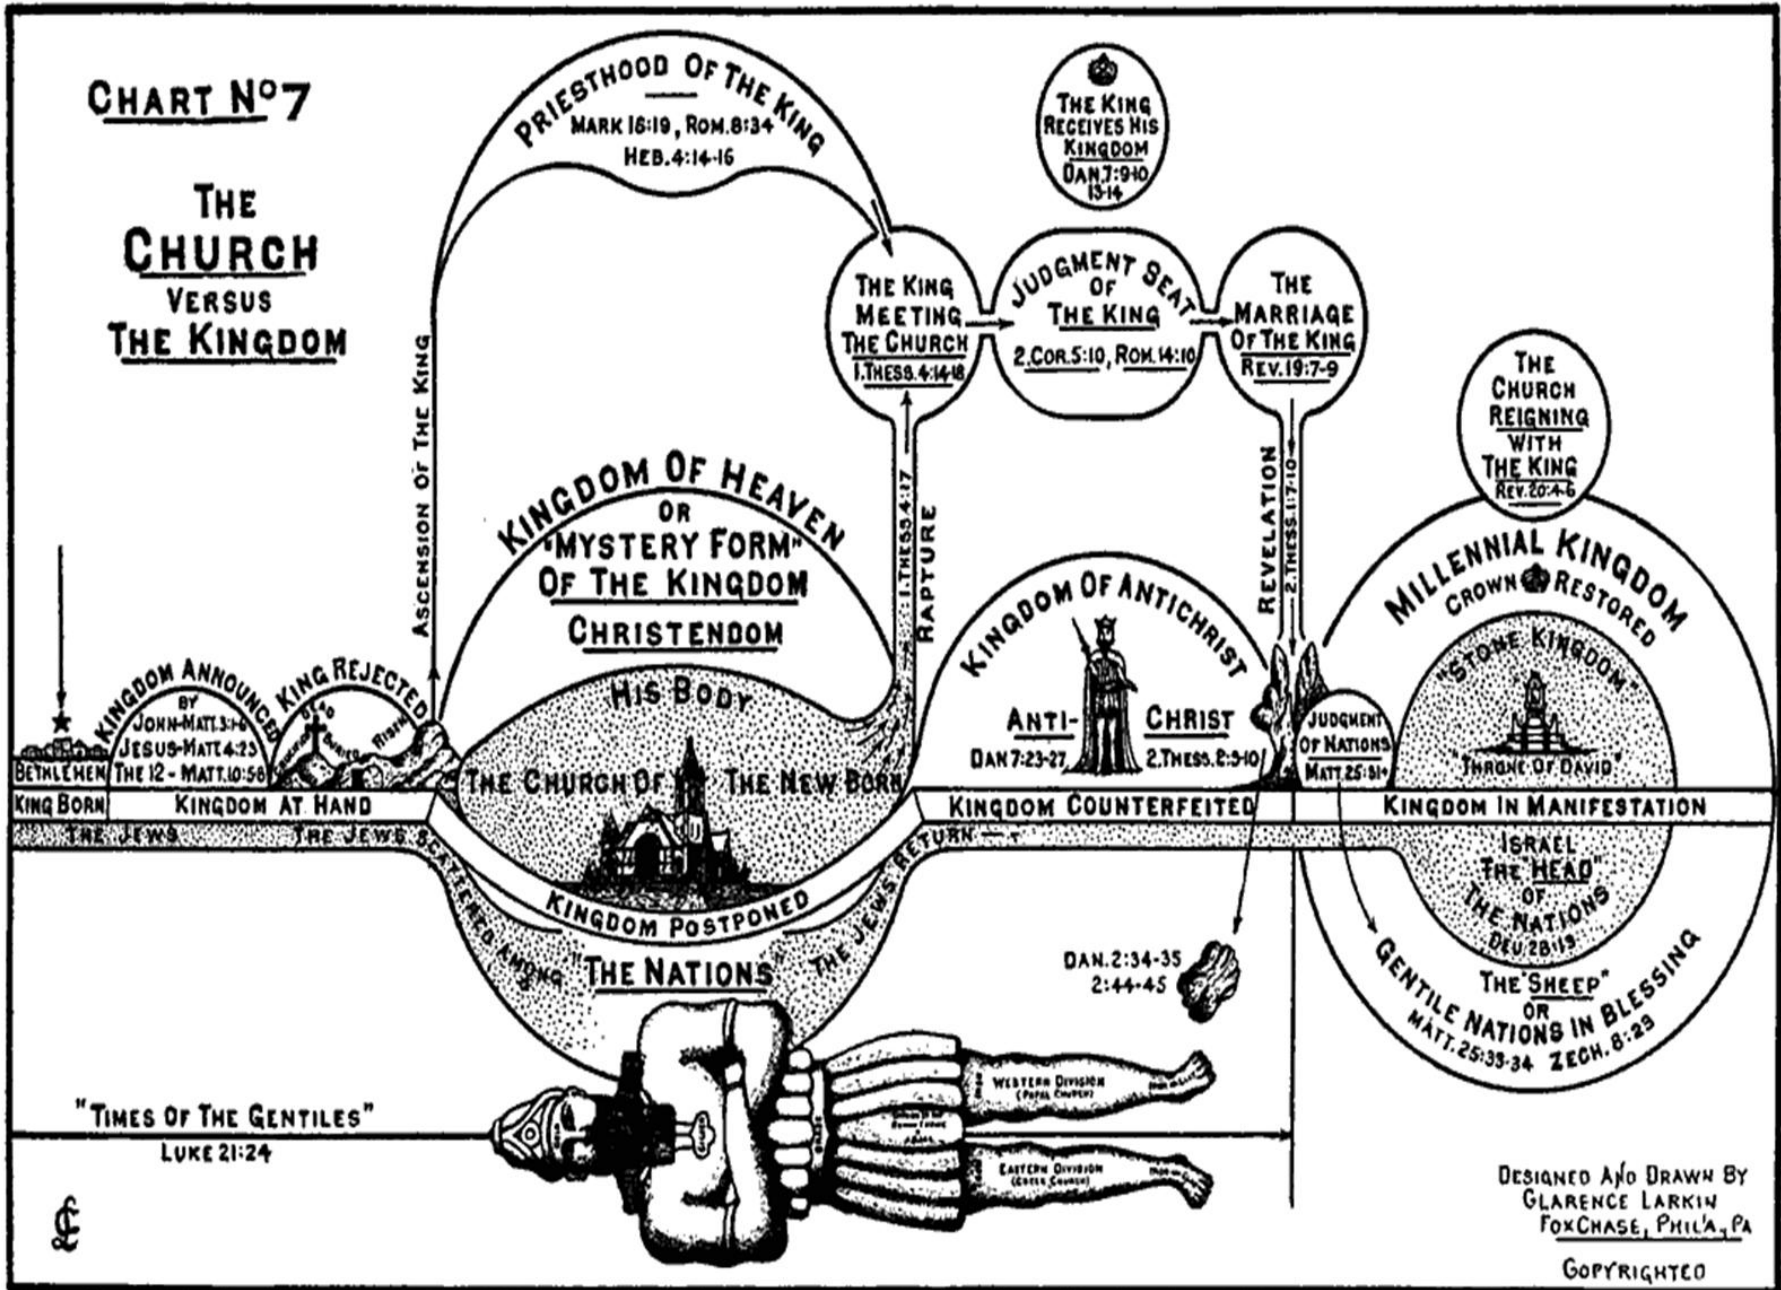 CHART Nº7
THE
CHURCH
VERSUS
THE KINGDOM
PRIESTHOOD OF THE KING
MARK 16:19, ROM. 8:34
HEB. 4:14-16
THE KING
RECEIVES HIS
KINGDOM
DAN. 7:9-10
13-14
THE KING
MEETING
THE CHURCH
1. THESS. 4:14-18
JUDGMENT SEAT
OF
THE KING
2. COR. 5:10, ROM. 14:10
THE
MARRIAGE
OF THE KING
REV. 19:7-9
THE
CHURCH
REIGNING
WITH
THE KING
REV. 20:4-6
ASCENSION OF THE KING
KINGDOM OF HEAVEN
OR
"MYSTERY FORM"
OF THE KINGDOM
CHRISTENDOM
1. THESS. 4:17
RAPTURE
REVELATION
2. THESS. 1:7-10
KINGDOM OF ANTICHRIST
ANTI-CHRIST
DAN 7:23-27
2. THESS. 2:3-10
MILLENNIAL KINGDOM
CROWN RESTORED
"STONE KINGDOM"
"THRONE OF DAVID"
JUDGMENT
OF NATIONS
MATT. 25:31+
KINGDOM ANNOUNCED
BY
JOHN-MATT. 3:1-6
JESUS-MATT. 4:23
THE 12 - MATT. 10:5-8
KING REJECTED
CRUCIFIED
DEAD
BURIED
RISEN
HIS BODY
THE CHURCH OF THE NEW BORN
BETHLEHEM
KING BORN
KINGDOM AT HAND
KINGDOM POSTPONED
KINGDOM COUNTERFEITED
KINGDOM IN MANIFESTATION
THE JEWS
THE JEWS SCATTERED AMONG
"THE NATIONS"
THE JEWS RETURN
ISRAEL
THE "HEAD"
OF
THE NATIONS
DEU. 28:13
THE "SHEEP"
OR
GENTILE NATIONS IN BLESSING
MATT. 25:33-34 ZECH. 8:23
DAN. 2:34-35
2:44-45
"TIMES OF THE GENTILES"
LUKE 21:24
WESTERN DIVISION
(PAPAL CHURCH)
EASTERN DIVISION
(GREEK CHURCH)
DESIGNED AND DRAWN BY
CLARENCE LARKIN
FOX CHASE, PHIL'A., PA
COPYRIGHTED